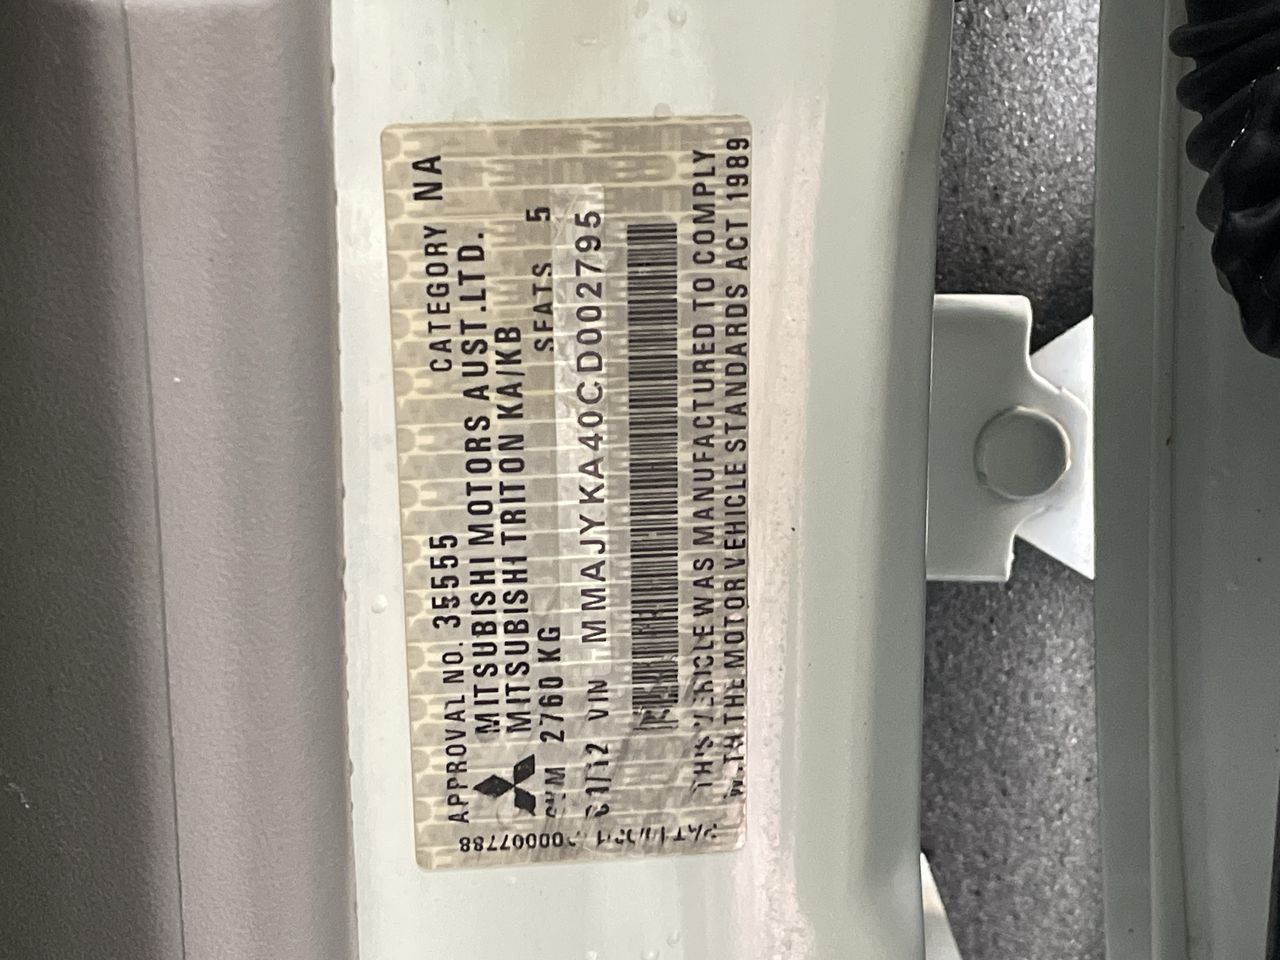 APPROVAL NO. 35555 CATEGORY NA
MITSUBISHI MOTORS AUST.LTD.
MITSUBISHI TRITON KA/KB
GVM 2760 KG SEATS 5
01/12 VIN MMAJYKA40CD002795
THIS VEHICLE WAS MANUFACTURED TO COMPLY
WITH THE MOTOR VEHICLE STANDARDS ACT 1989